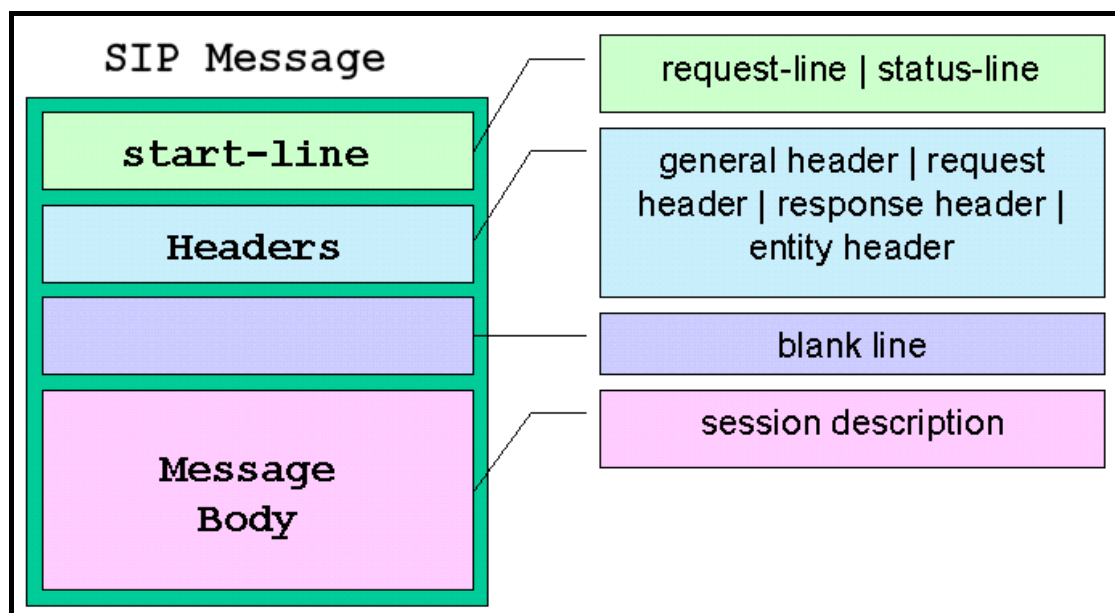 SIP Message
start-line
Headers
Message
Body
request-line | status-line
general header | request
header | response header |
entity header
blank line
session description